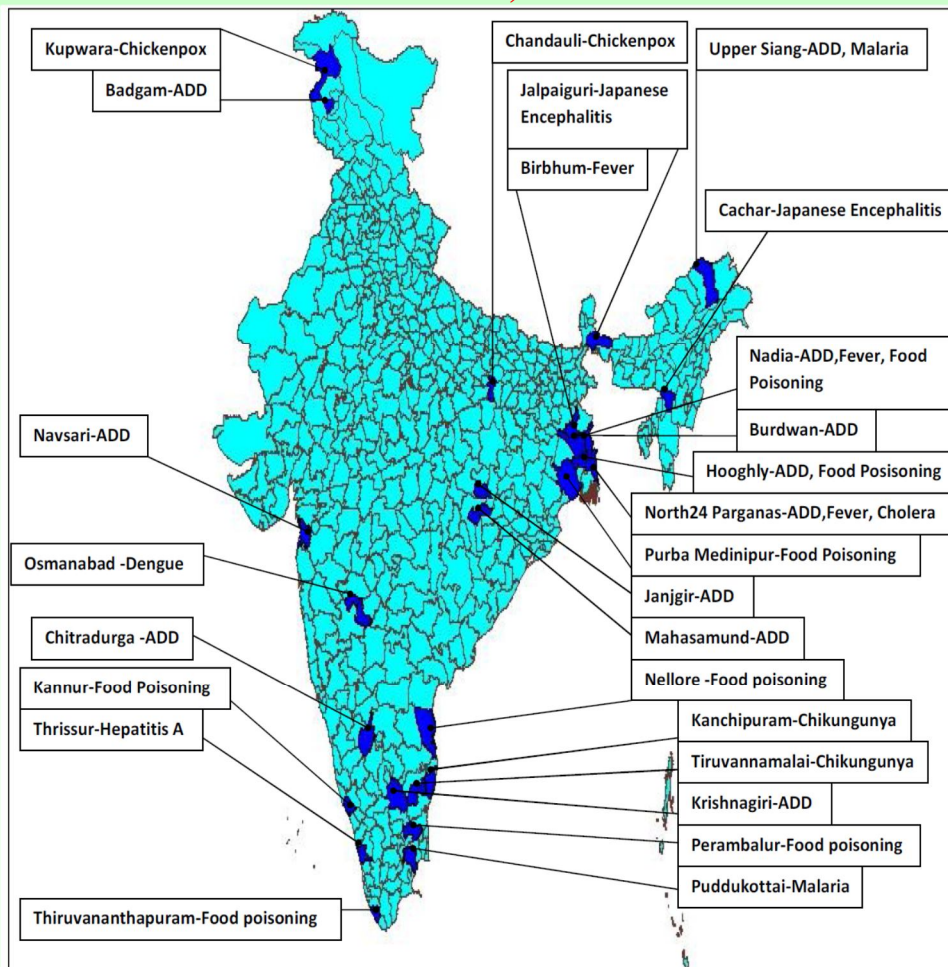 Kupwara-Chickenpox
Badgam-ADD
Chandauli-Chickenpox
Jalpaiguri-Japanese
Encephalitis
Birbhum-Fever
Upper Siang-ADD, Malaria
Cachar-Japanese Encephalitis
Nadia-ADD,Fever, Food
Poisoning
Burdwan-ADD
Hooghly-ADD, Food Posisoning
North24 Parganas-ADD,Fever, Cholera
Purba Medinipur-Food Poisoning
Janjgir-ADD
Mahasamund-ADD
Nellore -Food poisoning
Kanchipuram-Chikungunya
Tiruvannamalai-Chikungunya
Krishnagiri-ADD
Perambalur-Food poisoning
Puddukottai-Malaria
Navsari-ADD
Osmanabad -Dengue
Chitradurga -ADD
Kannur-Food Poisoning
Thrissur-Hepatitis A
Thiruvananthapuram-Food poisoning